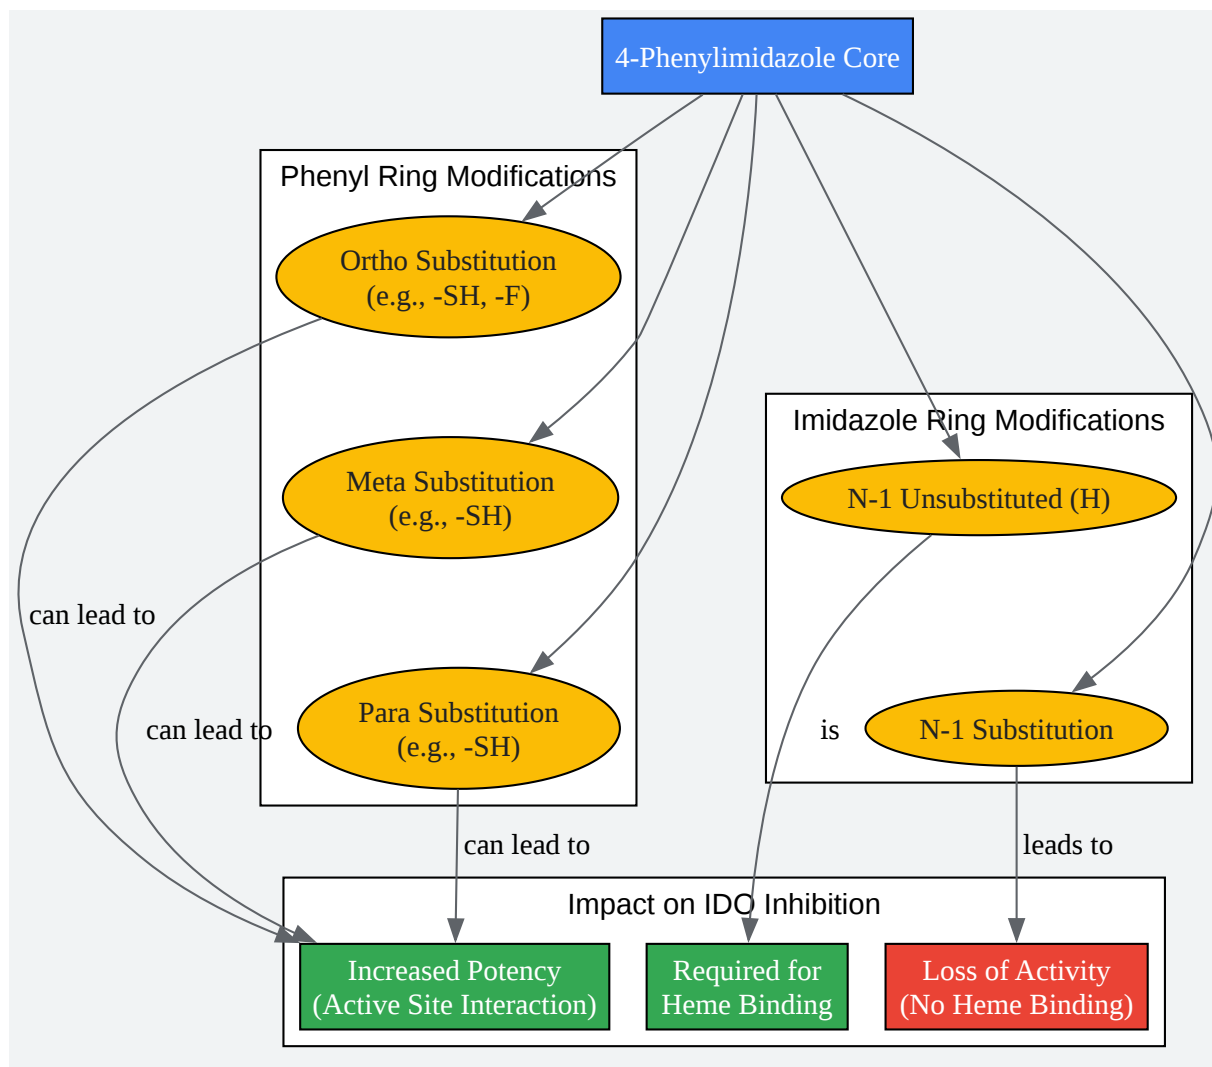 4-Phenylimidazole Core
Phenyl Ring Modifications
Ortho Substitution
(e.g., -SH, -F)
Imidazole Ring Modifications
Meta Substitution
(e.g., -SH)
N-1 Unsubstituted (H)
can lead to
Para Substitution
(e.g., -SH)
can lead to
is
N-1 Substitution
can lead to
leads to
Impact on IDO Inhibition
Increased Potency
(Active Site Interaction)
Required for
Heme Binding
Loss of Activity
(No Heme Binding)